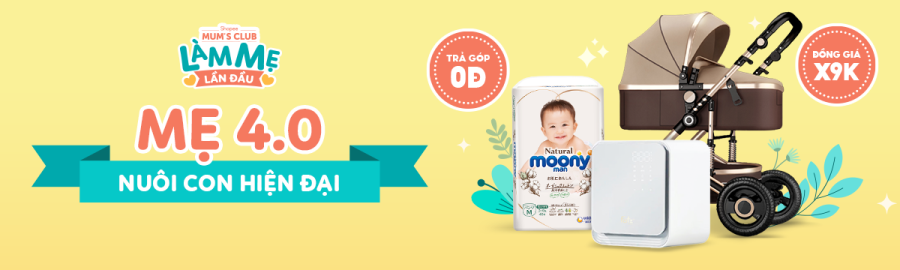 Shopee
MUM'S CLUB
LÀM MẸ
LẦN ĐẦU
MẸ 4.0
NUÔI CON HIỆN ĐẠI
TRẢ GÓP
0Đ
ĐỒNG GIÁ
X9K
Natural
moony
man
M